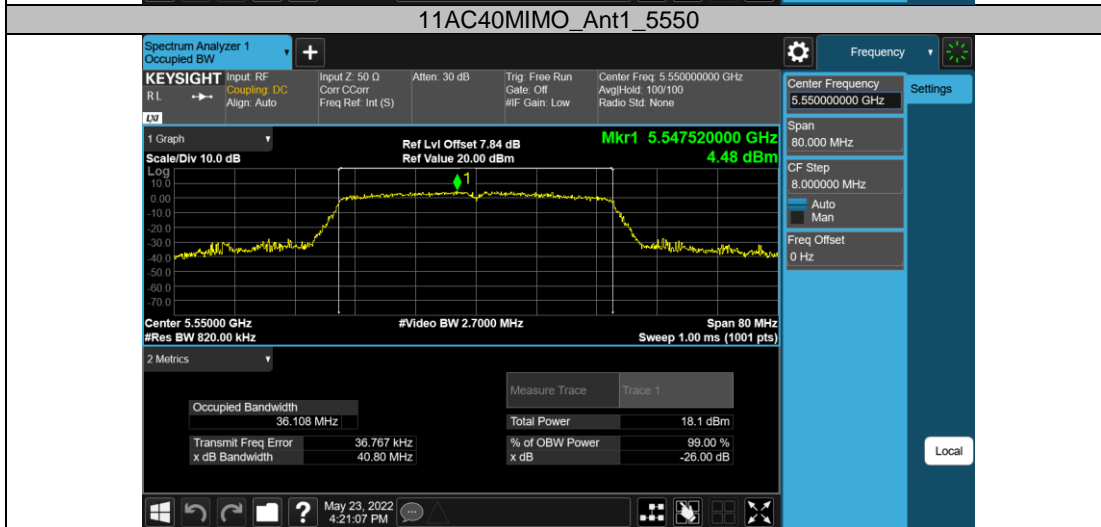 11AC40MIMO_Ant1_5550
Spectrum Analyzer 1
Occupied BW
Frequency
KEYSIGHT
RL
LXI
Input: RF
Coupling: DC
Align: Auto
Input Z: 50 Ω
Corr CCorr
Freq Ref: Int (S)
Atten: 30 dB
Trig: Free Run
Gate: Off
#IF Gain: Low
Center Freq: 5.550000000 GHz
Avg|Hold: 100/100
Radio Std: None
Center Frequency
5.550000000 GHz
Settings
Span
80.000 MHz
CF Step
8.000000 MHz
Auto
Man
Freq Offset
0 Hz
1 Graph
Scale/Div 10.0 dB
Ref Lvl Offset 7.84 dB
Ref Value 20.00 dBm
Mkr1 5.547520000 GHz
4.48 dBm
Log
10.0
0.00
-10.0
-20.0
-30.0
-40.0
-50.0
-60.0
-70.0
1
Center 5.55000 GHz
#Video BW 2.7000 MHz
Span 80 MHz
#Res BW 820.00 kHz
Sweep 1.00 ms (1001 pts)
2 Metrics
Measure Trace
Trace 1
Occupied Bandwidth
36.108 MHz
Total Power
18.1 dBm
Transmit Freq Error
36.767 kHz
% of OBW Power
99.00 %
x dB Bandwidth
40.80 MHz
x dB
-26.00 dB
Local
?
May 23, 2022
4:21:07 PM